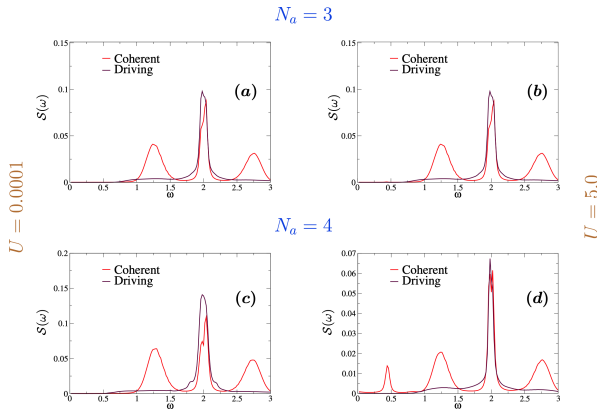 N_a = 3
0.15
0.1
0.05
0
S(ω)
Coherent
Driving
(a)
0 0.5 1 1.5 2 2.5 3
ω
0.15
0.1
0.05
0
S(ω)
Coherent
Driving
(b)
0 0.5 1 1.5 2 2.5 3
ω
U = 0.0001
U = 5.0
N_a = 4
0.2
0.15
0.1
0.05
0
S(ω)
Coherent
Driving
(c)
0 0.5 1 1.5 2 2.5 3
ω
0.07
0.06
0.05
0.04
0.03
0.02
0.01
0
S(ω)
Coherent
Driving
(d)
0 0.5 1 1.5 2 2.5 3
ω